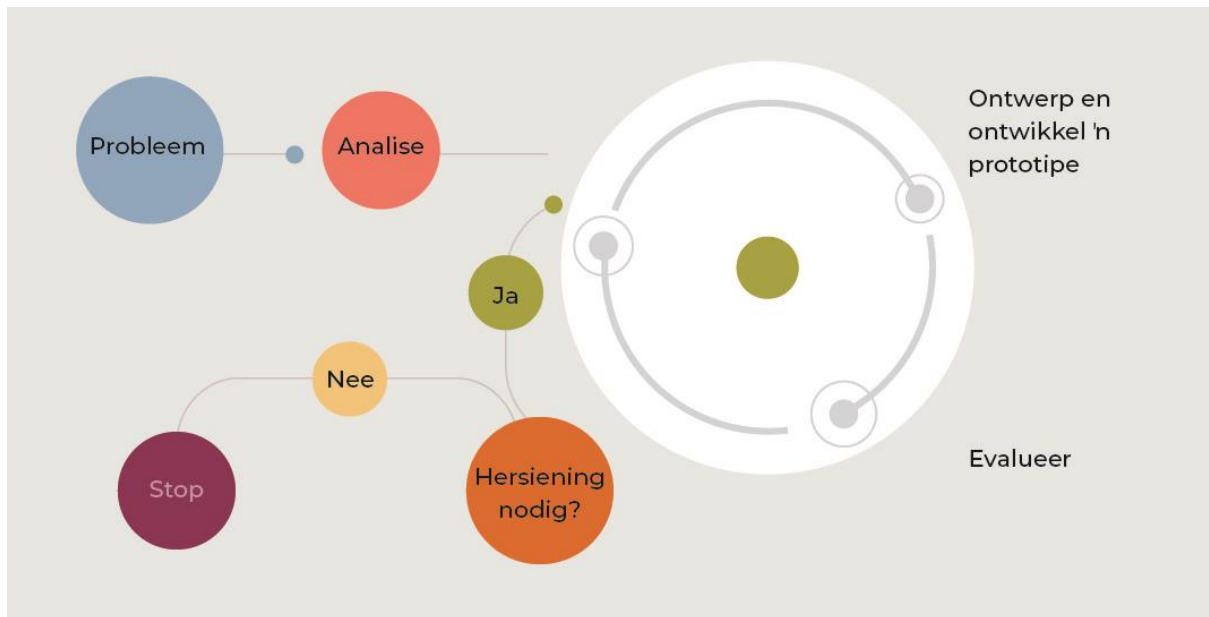 Probleem
Analise
Ontwerp en
ontwikkel 'n
prototipe
Ja
Nee
Stop
Hersiening
nodig?
Evalueer